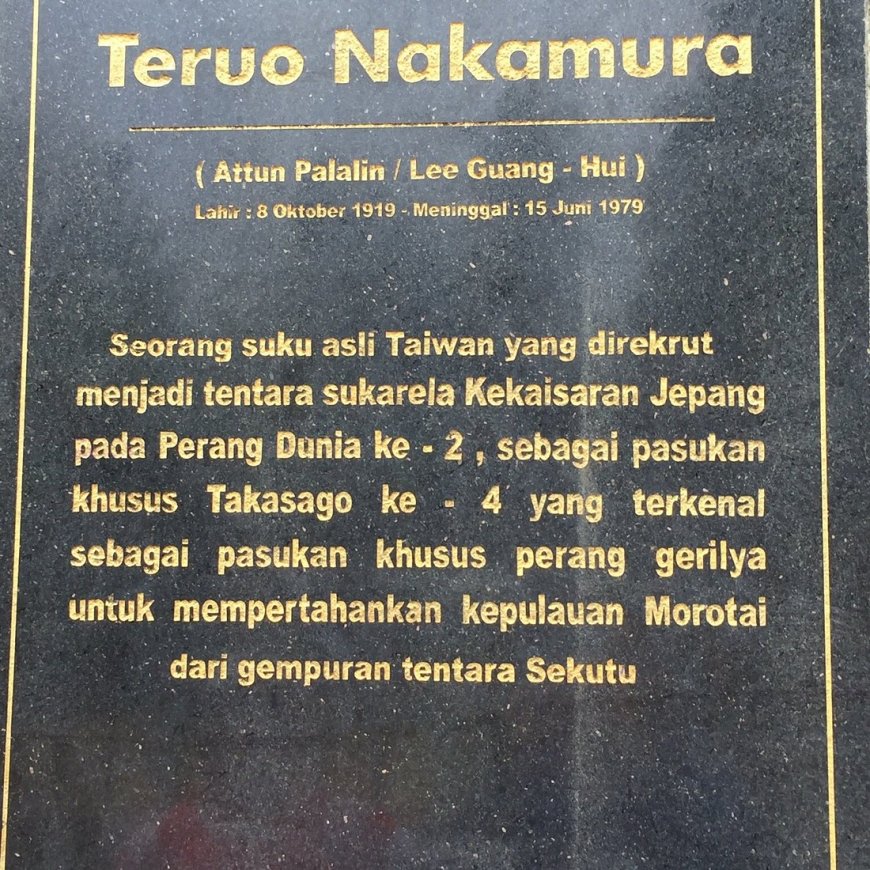 Teruo Nakamura
( Attun Palalin / Lee Guang - Hui )
Lahir : 8 Oktober 1919 - Meninggal : 15 Juni 1979
Seorang suku asli Taiwan yang direkrut
menjadi tentara sukarela Kekaisaran Jepang
pada Perang Dunia ke - 2 , sebagai pasukan
khusus Takasago ke - 4 yang terkenal
sebagai pasukan khusus perang gerilya
untuk mempertahankan kepulauan Morotai
dari gempuran tentara Sekutu